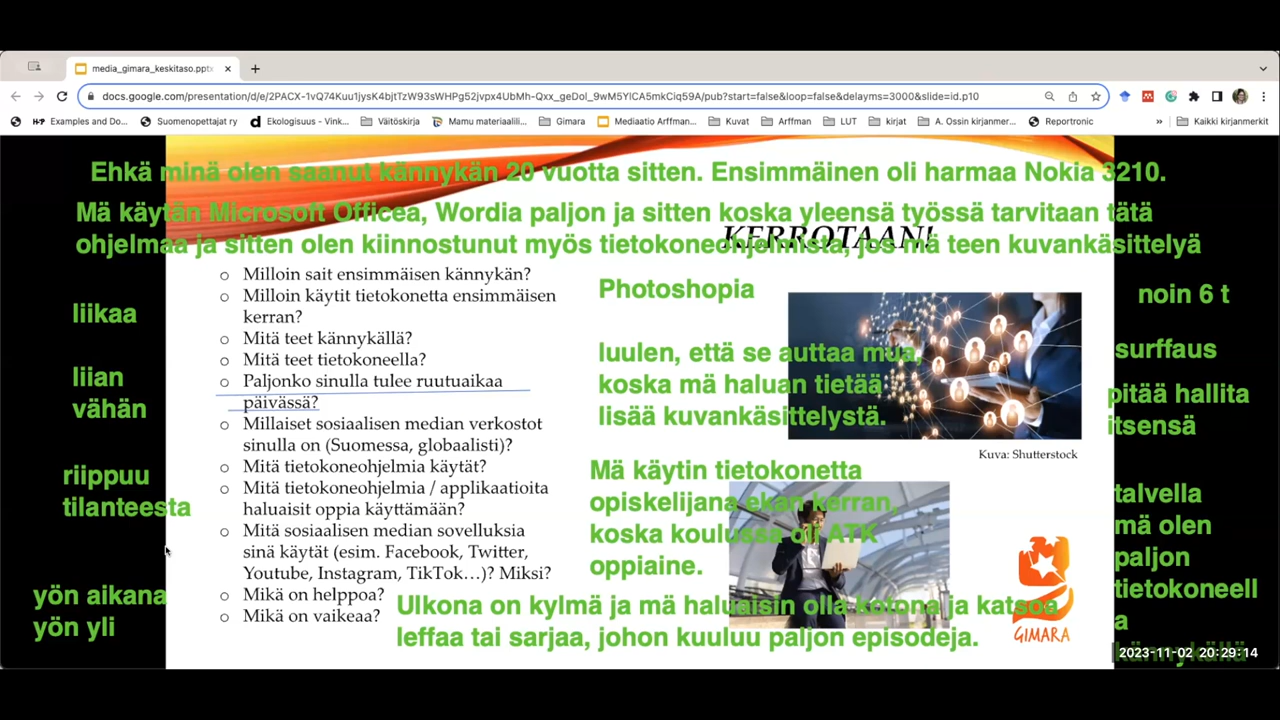 media_gimara_keskitaso.pptx
docs.google.com/presentation/d/e/2PACX-1vQ74Kuu1jysK4bjtTzW93sWHPg52jvpx4UbMh-Qxx_geDol_9wM5YlCA5mkCiq59A/pub?start=false&loop=false&delayms=3000&slide=id.p10
Examples and Do... Suomenopettajat ry Ekologisuus - Vink... Väitöskirja Mamu materiaalil... Gimara Mediaatio Arffman... Kuvat Arffman LUT kirjat A. Ossin kirjanmer... Reportronic » Kaikki kirjanmerkit
Ehkä minä olen saanut kännykän 20 vuotta sitten. Ensimmäinen oli harmaa Nokia 3210.
Mä käytän Microsoft Officea, Wordia paljon ja sitten koska yleensä työssä tarvitaan tätä
ohjelmaa ja sitten olen kiinnostunut myös tietokoneohjelmista, jos mä teen kuvankäsittelyä
KERROTAAN!
Photoshopia
luulen, että se auttaa mua,
koska mä haluan tietää
lisää kuvankäsittelystä.
Mä käytin tietokonetta
opiskelijana ekan kerran,
koska koulussa oli ATK
oppiaine.
Ulkona on kylmä ja mä haluaisin olla kotona ja katsoa
leffaa tai sarjaa, johon kuuluu paljon episodeja.
liikaa
liian
vähän
riippuu
tilanteesta
yön aikana
yön yli
o Milloin sait ensimmäisen kännykän?
o Milloin käytit tietokonetta ensimmäisen
kerran?
o Mitä teet kännykällä?
o Mitä teet tietokoneella?
o Paljonko sinulla tulee ruutuaikaa
päivässä?
o Millaiset sosiaalisen median verkostot
sinulla on (Suomessa, globaalisti)?
o Mitä tietokoneohjelmia käytät?
o Mitä tietokoneohjelmia / applikaatioita
haluaisit oppia käyttämään?
o Mitä sosiaalisen median sovelluksia
sinä käytät (esim. Facebook, Twitter,
Youtube, Instagram, TikTok…)? Miksi?
o Mikä on helppoa?
o Mikä on vaikeaa?
Kuva: Shutterstock
GIMARA
noin 6 t
surffaus
pitää hallita
itsensä
talvella
mä olen
paljon
tietokoneell
a
kännykällä
2023-11-02 20:29:14